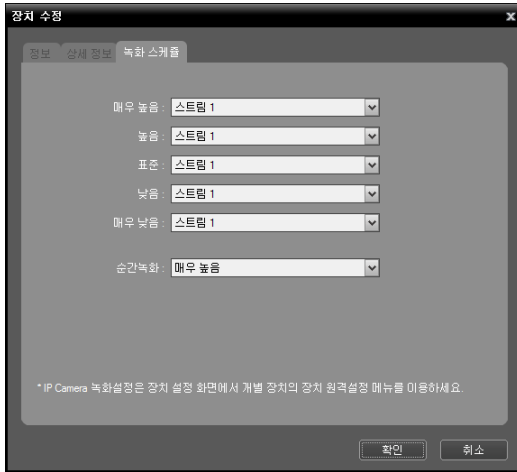 장치 수정 x
정보 상세 정보 녹화 스케쥴
매우 높음 : 스트림 1
높음 : 스트림 1
표준 : 스트림 1
낮음 : 스트림 1
매우 낮음 : 스트림 1
순간녹화 : 매우 높음
* IP Camera 녹화설정은 장치 설정 화면에서 개별 장치의 장치 원격설정 메뉴를 이용하세요.
확인 취소